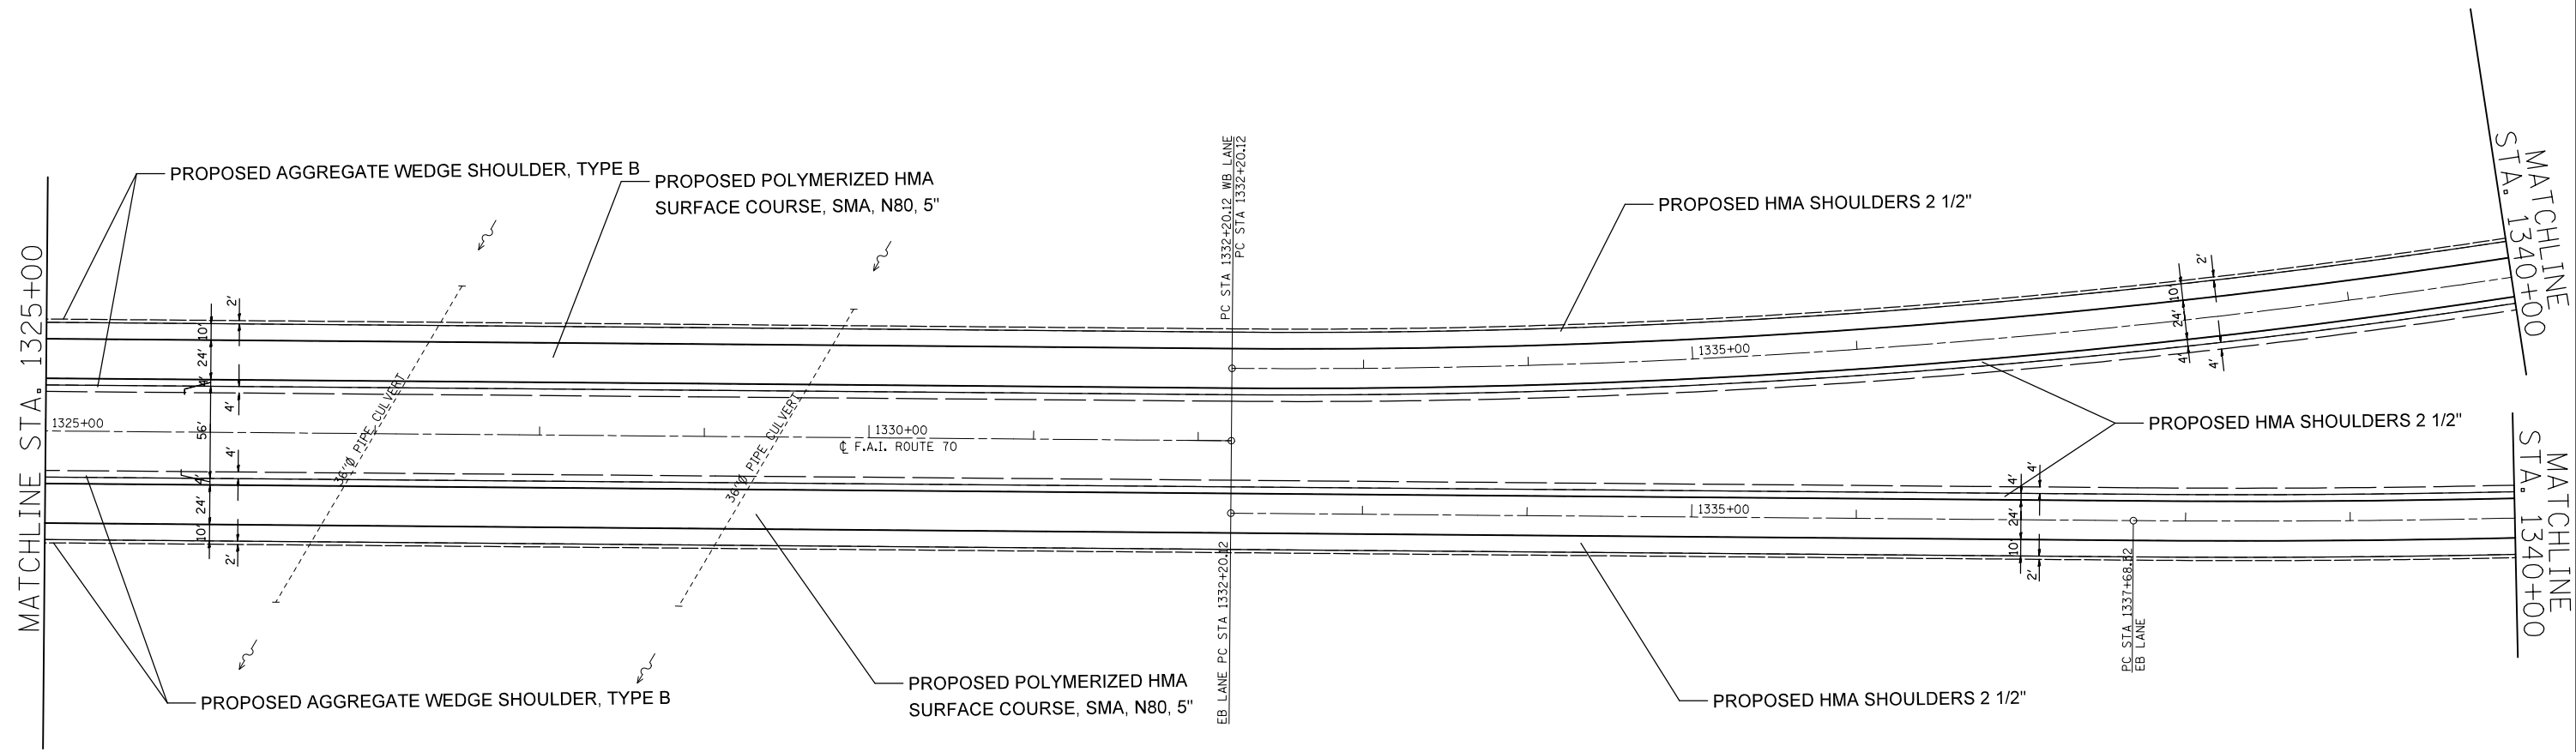 PROPOSED AGGREGATE WEDGE SHOULDER, TYPE B
PROPOSED POLYMERIZED HMA
SURFACE COURSE, SMA, N80, 5"
PROPOSED HMA SHOULDERS 2 1/2"
MATCHLINE
STA. 1340+00
MATCHLINE STA. 1325+00
PC STA 1332+20.12 WB LANE
PC STA 1332+20.12
2'
10'
24'
4'
4'
56'
4'
4'
24'
10'
2'
1325+00
36"Ø PIPE CULVERT
36"Ø PIPE CULVERT
1330+00
℄ F.A.I. ROUTE 70
1335+00
2'
10'
24'
4'
4'
PROPOSED HMA SHOULDERS 2 1/2"
1335+00
4'
4'
24'
10'
2'
MATCHLINE
STA. 1340+00
EB LANE PC STA 1332+20.12
PC STA 1337+68.52
EB LANE
PROPOSED AGGREGATE WEDGE SHOULDER, TYPE B
PROPOSED POLYMERIZED HMA
SURFACE COURSE, SMA, N80, 5"
PROPOSED HMA SHOULDERS 2 1/2"